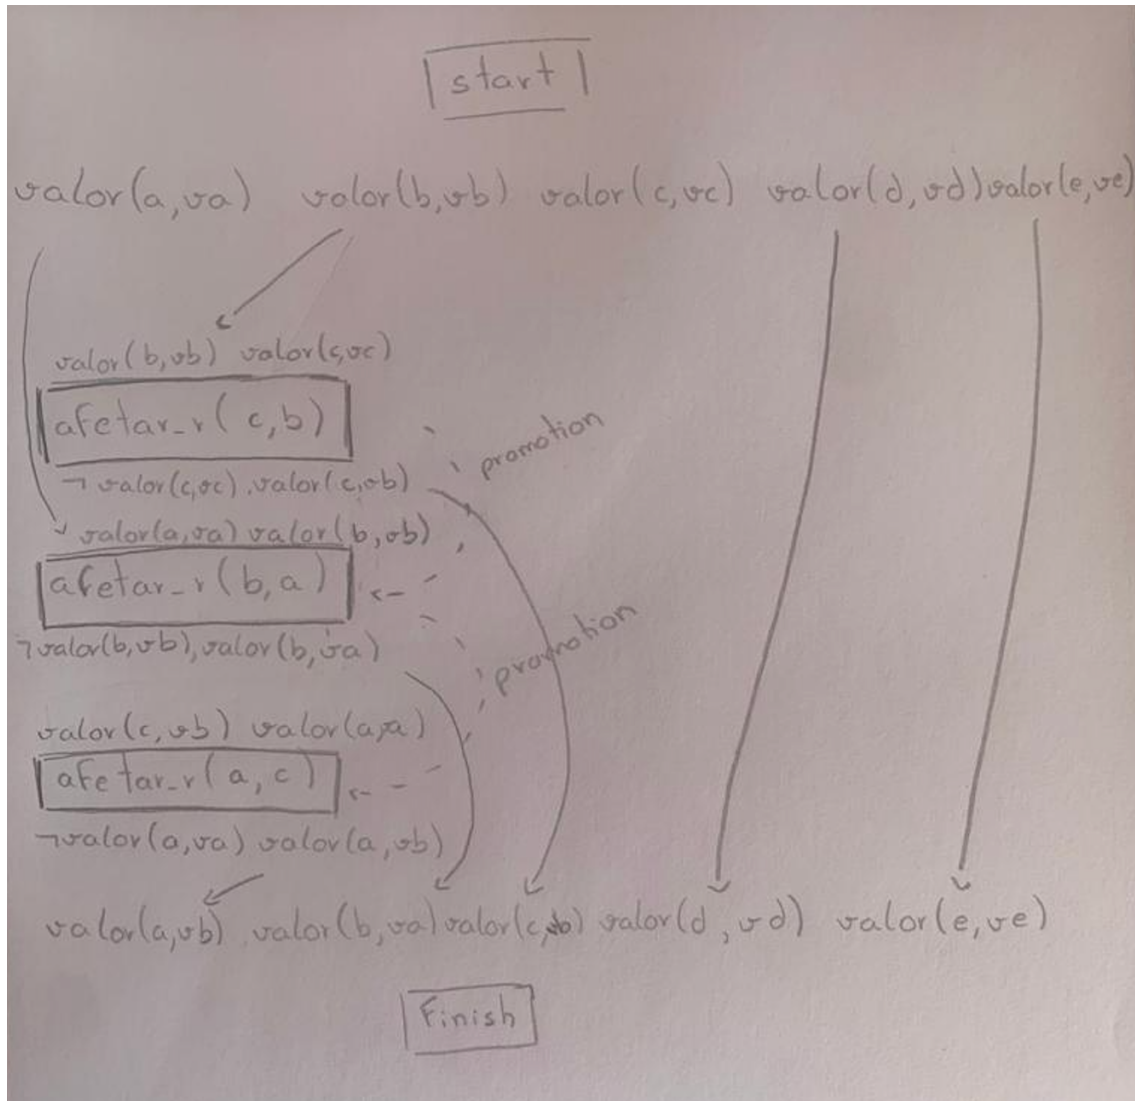 start
valor(a,va) valor(b,vb) valor(c,vc) valor(d,vd) valor(e,ve)
valor(b,vb) valor(c,vc)
afetar_r(c,b)
promotion
¬valor(c,vc).valor(c,vb)
valor(a,va) valor(b,vb)
afetar_r(b,a)
promotion
¬valor(b,vb),valor(b,va)
valor(c,vb) valor(a,va)
afetar_r(a,c)
¬valor(a,va) valor(a,vb)
valor(a,vb) valor(b,va) valor(c,vb) valor(d,vd) valor(e,ve)
Finish